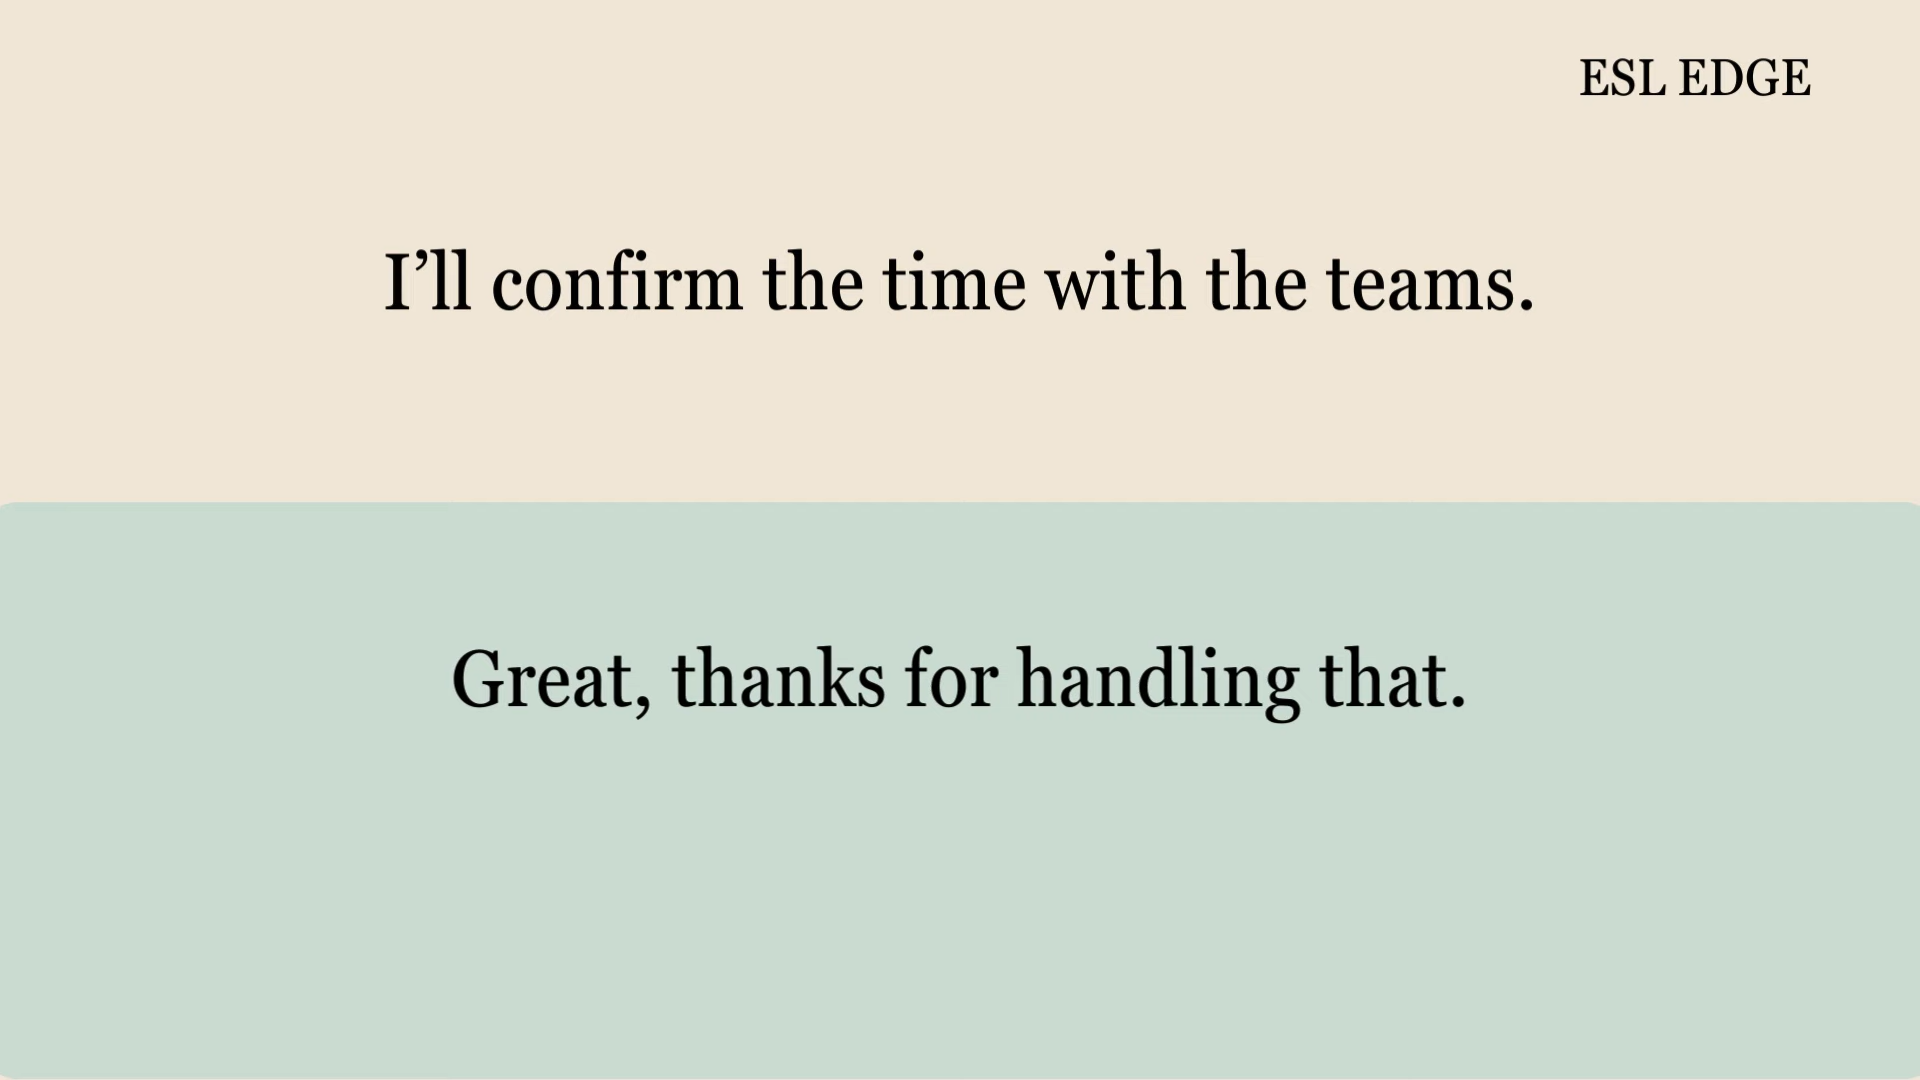 ESL EDGE
I’ll confirm the time with the teams.
Great, thanks for handling that.